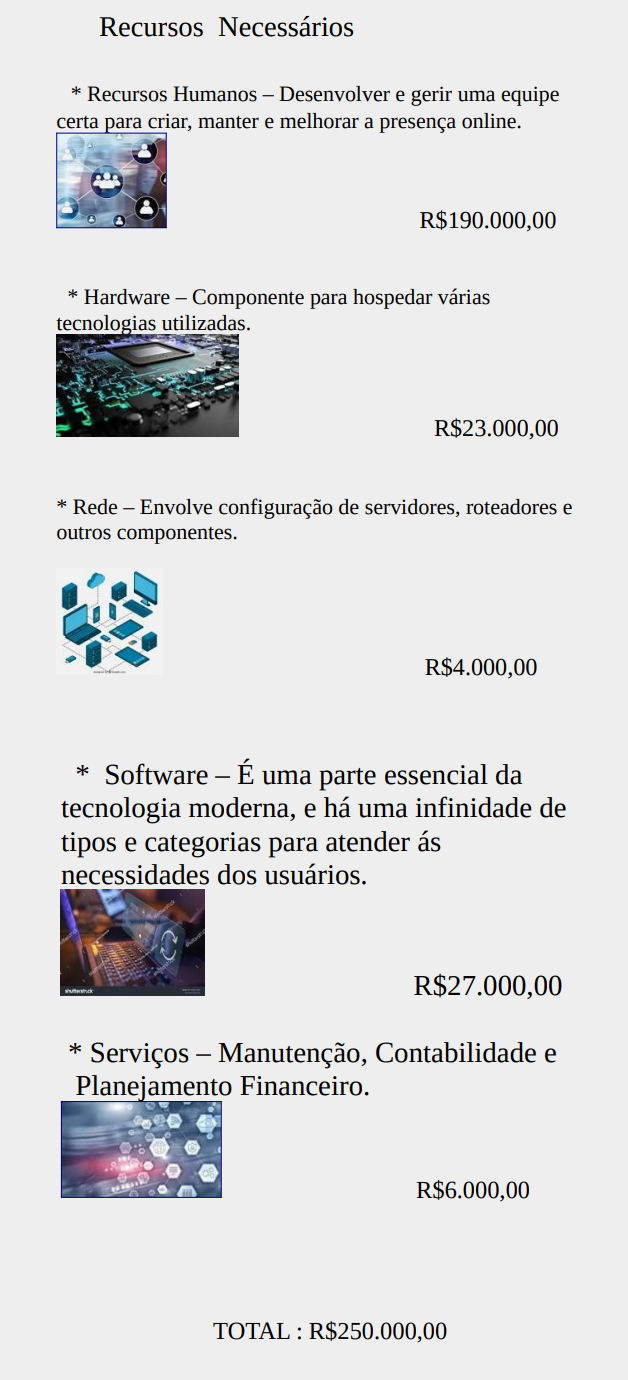 Recursos  Necessários
* Recursos Humanos – Desenvolver e gerir uma equipe
certa para criar, manter e melhorar a presença online.
R$190.000,00
* Hardware – Componente para hospedar várias
tecnologias utilizadas.
R$23.000,00
* Rede – Envolve configuração de servidores, roteadores e
outros componentes.
R$4.000,00
*  Software – É uma parte essencial da
tecnologia moderna, e há uma infinidade de
tipos e categorias para atender ás
necessidades dos usuários.
shutterstock
R$27.000,00
* Serviços – Manutenção, Contabilidade e
Planejamento Financeiro.
R$6.000,00
TOTAL : R$250.000,00